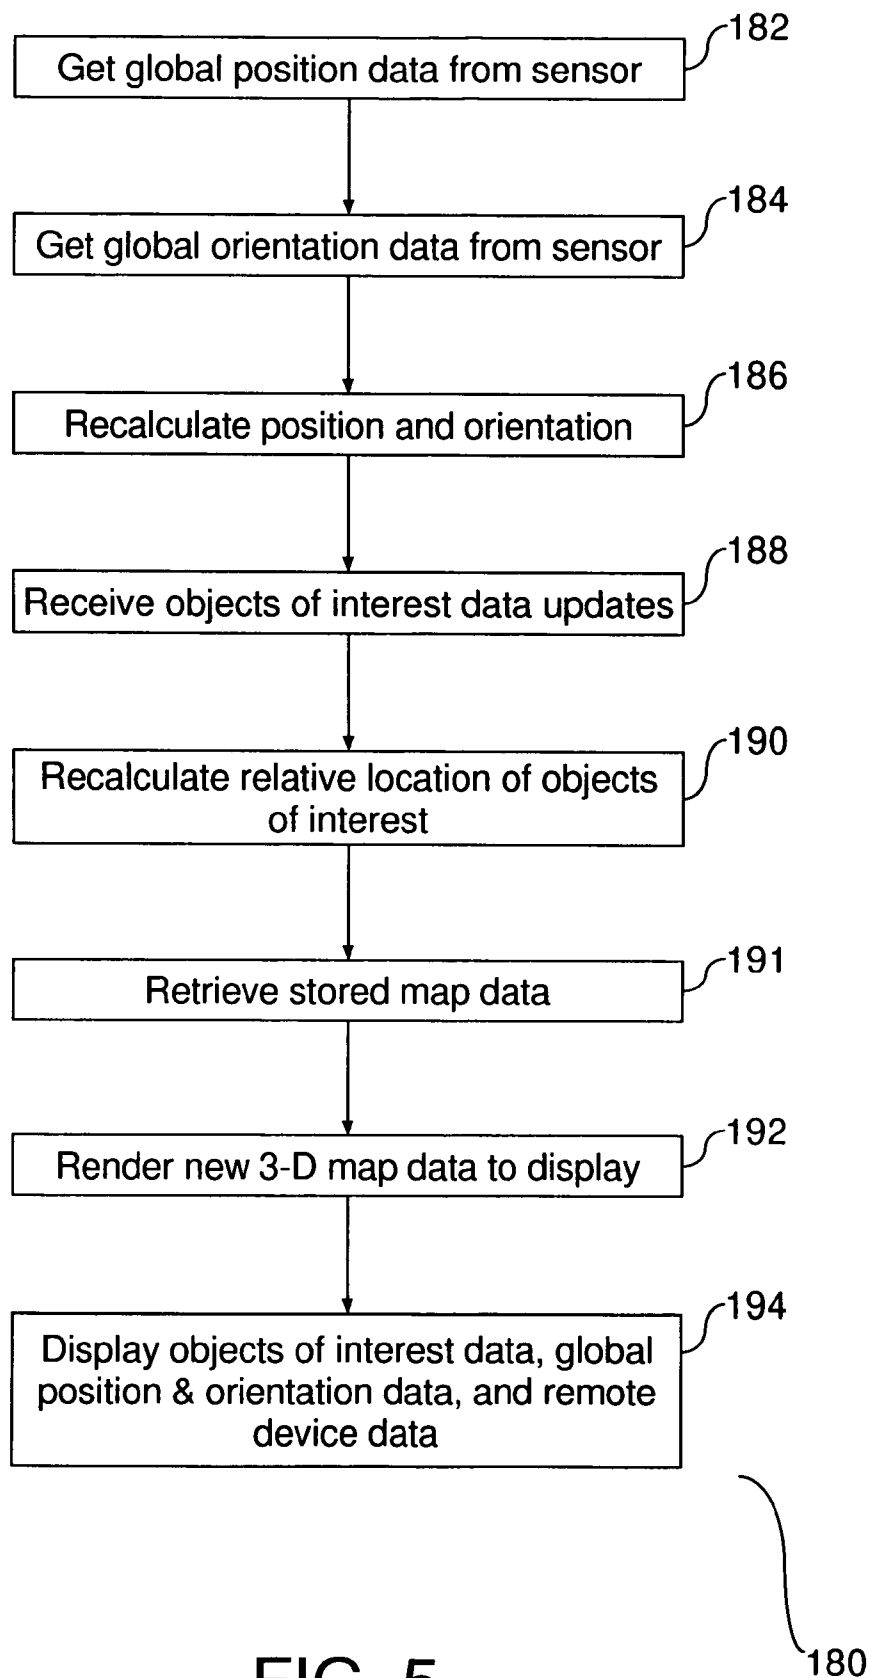 182
Get global position data from sensor
184
Get global orientation data from sensor
186
Recalculate position and orientation
188
Receive objects of interest data updates
190
Recalculate relative location of objects
of interest
191
Retrieve stored map data
192
Render new 3-D map data to display
194
Display objects of interest data, global
position & orientation data, and remote
device data
180
FIG. 5